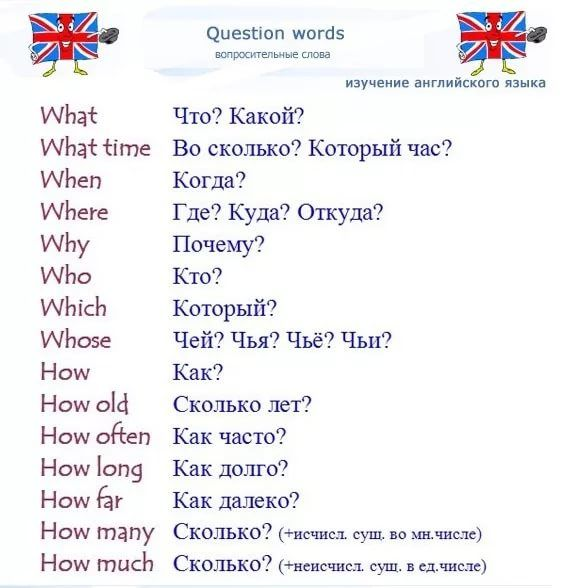 Question words
вопросительные слова
изучение английского языка
What Что? Какой?
What time Во сколько? Который час?
When Когда?
Where Где? Куда? Откуда?
Why Почему?
Who Кто?
Which Который?
Whose Чей? Чья? Чьё? Чьи?
How Как?
How old Сколько лет?
How often Как часто?
How long Как долго?
How far Как далеко?
How many Сколько? (+исчисл. сущ. во мн.числе)
How much Сколько? (+неисчисл. сущ. в ед.числе)